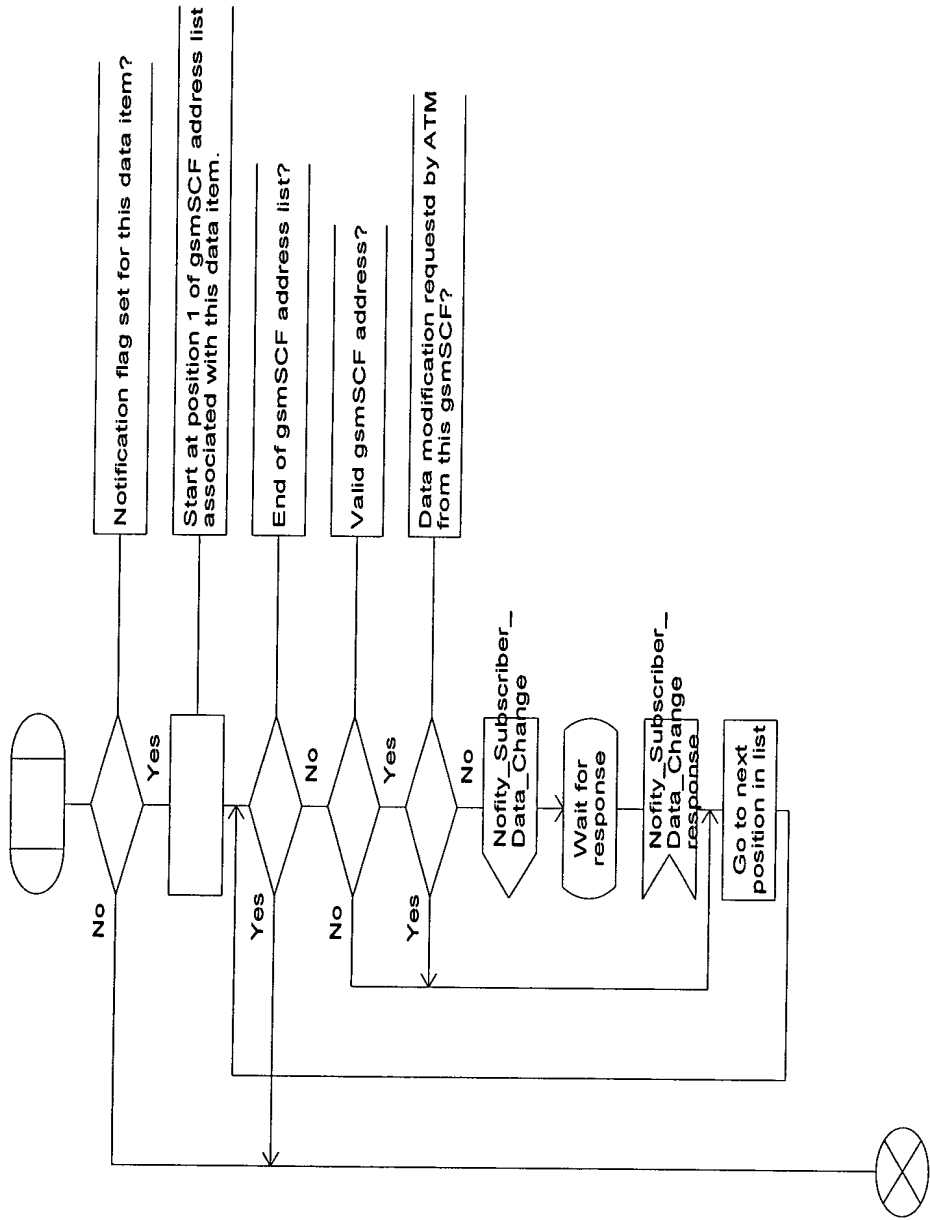 Notification flag set for this data item?
No
Yes
Start at position 1 of gsmSCF address list
associated with this data item.
End of gsmSCF address list?
Yes
No
Valid gsmSCF address?
No
Yes
Data modification requestd by ATM
from this gsmSCF?
Yes
No
Nofity_Subscriber_
Data_Change
Wait for
response
Nofity_Subscriber_
Data_Change
response
Go to next
position in list